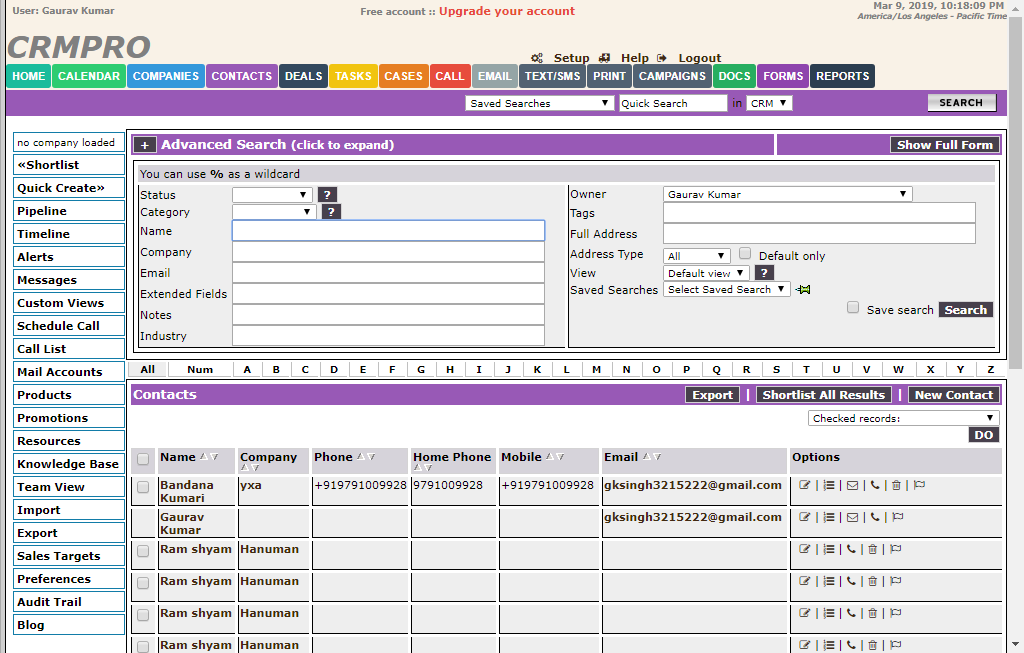 User: Gaurav Kumar
Free account :: Upgrade your account
Mar 9, 2019, 10:18:09 PM
America/Los Angeles - Pacific Time
CRMPRO
Setup Help Logout
HOME CALENDAR COMPANIES CONTACTS DEALS TASKS CASES CALL EMAIL TEXT/SMS PRINT CAMPAIGNS DOCS FORMS REPORTS
Saved Searches Quick Search in CRM SEARCH
no company loaded
«Shortlist
Quick Create»
Pipeline
Timeline
Alerts
Messages
Custom Views
Schedule Call
Call List
Mail Accounts
Products
Promotions
Resources
Knowledge Base
Team View
Import
Export
Sales Targets
Preferences
Audit Trail
Blog
+ Advanced Search (click to expand) Show Full Form
You can use % as a wildcard
Status ?
Category ?
Name
Company
Email
Extended Fields
Notes
Industry
Owner Gaurav Kumar
Tags
Full Address
Address Type All Default only
View Default view ?
Saved Searches Select Saved Search
Save search Search
All Num A B C D E F G H I J K L M N O P Q R S T U V W X Y Z
Contacts Export | Shortlist All Results | New Contact
Checked records:
DO
Name Company Phone Home Phone Mobile Email Options
Bandana Kumari yxa +919791009928 9791009928 +919791009928 gksingh3215222@gmail.com
Gaurav Kumar gksingh3215222@gmail.com
Ram shyam Hanuman
Ram shyam Hanuman
Ram shyam Hanuman
Ram shyam Hanuman